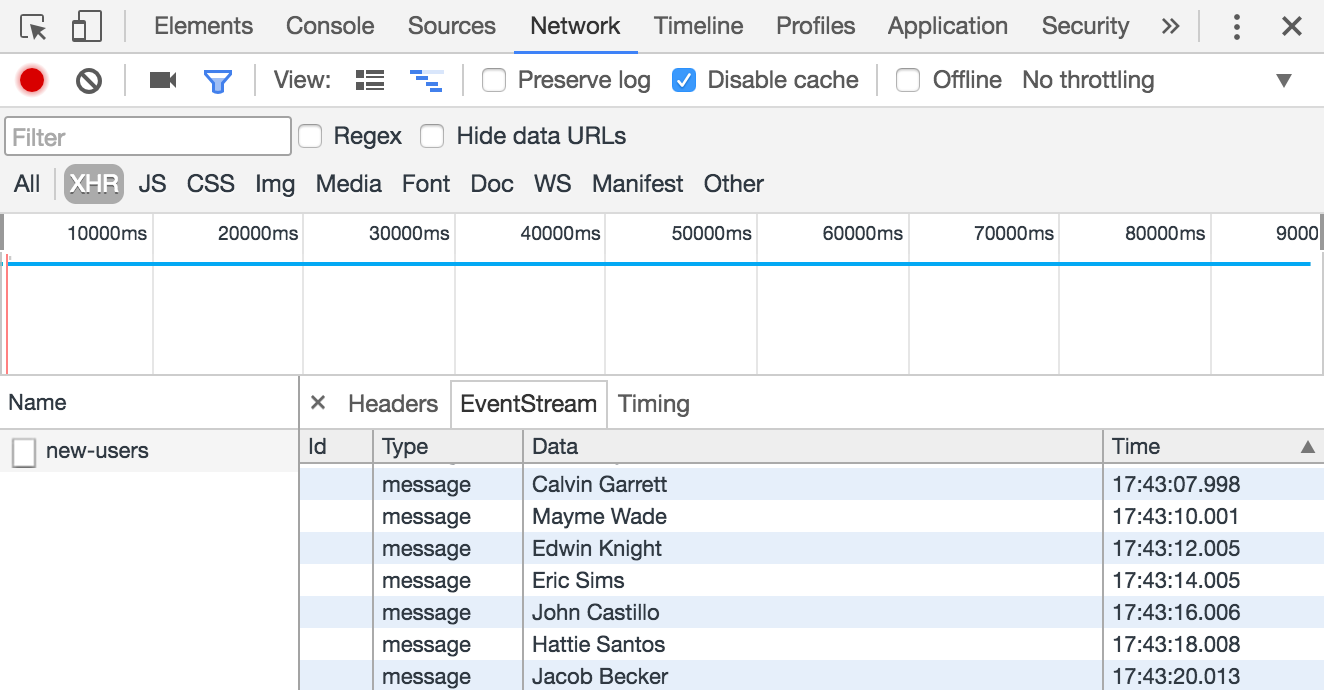 Elements Console Sources Network Timeline Profiles Application Security
View: Preserve log Disable cache Offline No throttling
Filter Regex Hide data URLs
All XHR JS CSS Img Media Font Doc WS Manifest Other
10000ms 20000ms 30000ms 40000ms 50000ms 60000ms 70000ms 80000ms 9000
Name × Headers EventStream Timing
new-users
Id Type Data Time
message Calvin Garrett 17:43:07.998
message Mayme Wade 17:43:10.001
message Edwin Knight 17:43:12.005
message Eric Sims 17:43:14.005
message John Castillo 17:43:16.006
message Hattie Santos 17:43:18.008
message Jacob Becker 17:43:20.013